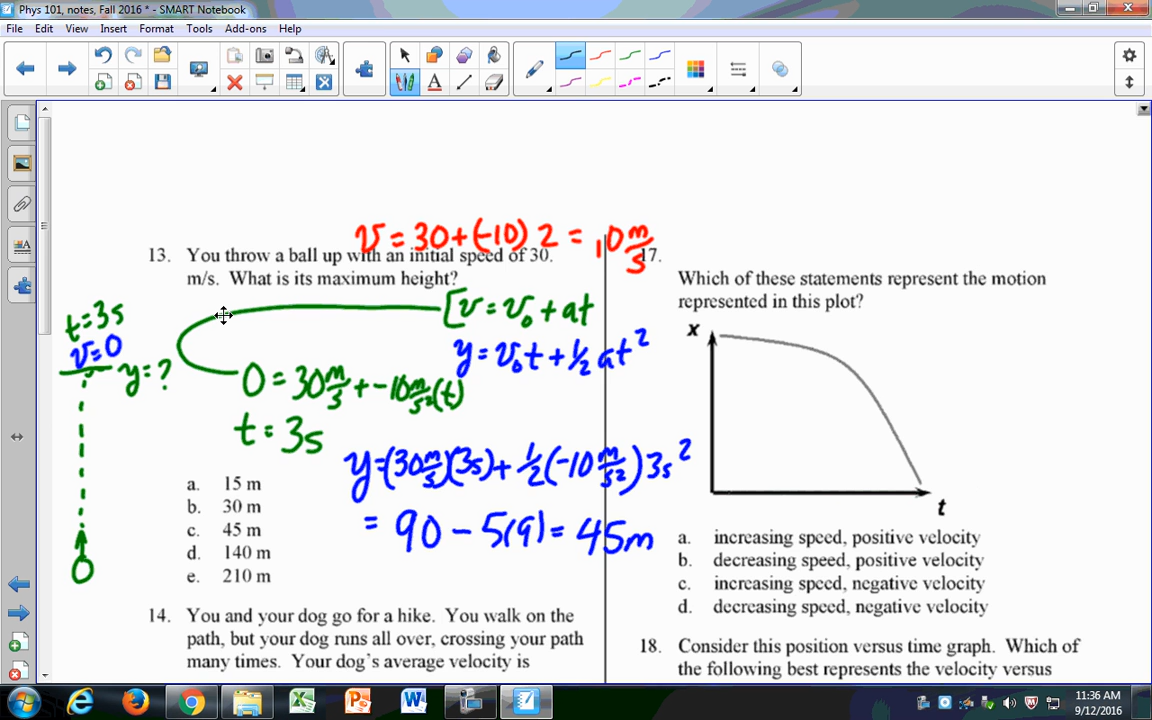 Phys 101, notes, Fall 2016 * - SMART Notebook
File Edit View Insert Format Tools Add-ons Help
v = 30 + (-10) 2 = 10 m/s
13. You throw a ball up with an initial speed of 30.
m/s. What is its maximum height?
[v = v₀ + at
t=3s
v=0
y=?
y = v₀t + ½ at²
0 = 30 m/s + -10 m/s² (t)
t = 3s
y=(30 m/s)(3s)+ ½(-10 m/s²)3s²
= 90 - 5(9) = 45m
a. 15 m
b. 30 m
c. 45 m
d. 140 m
e. 210 m
14. You and your dog go for a hike. You walk on the
path, but your dog runs all over, crossing your path
many times. Your dog's average velocity is
17.
Which of these statements represent the motion
represented in this plot?
x
t
a. increasing speed, positive velocity
b. decreasing speed, positive velocity
c. increasing speed, negative velocity
d. decreasing speed, negative velocity
18. Consider this position versus time graph. Which of
the following best represents the velocity versus
11:36 AM
9/12/2016